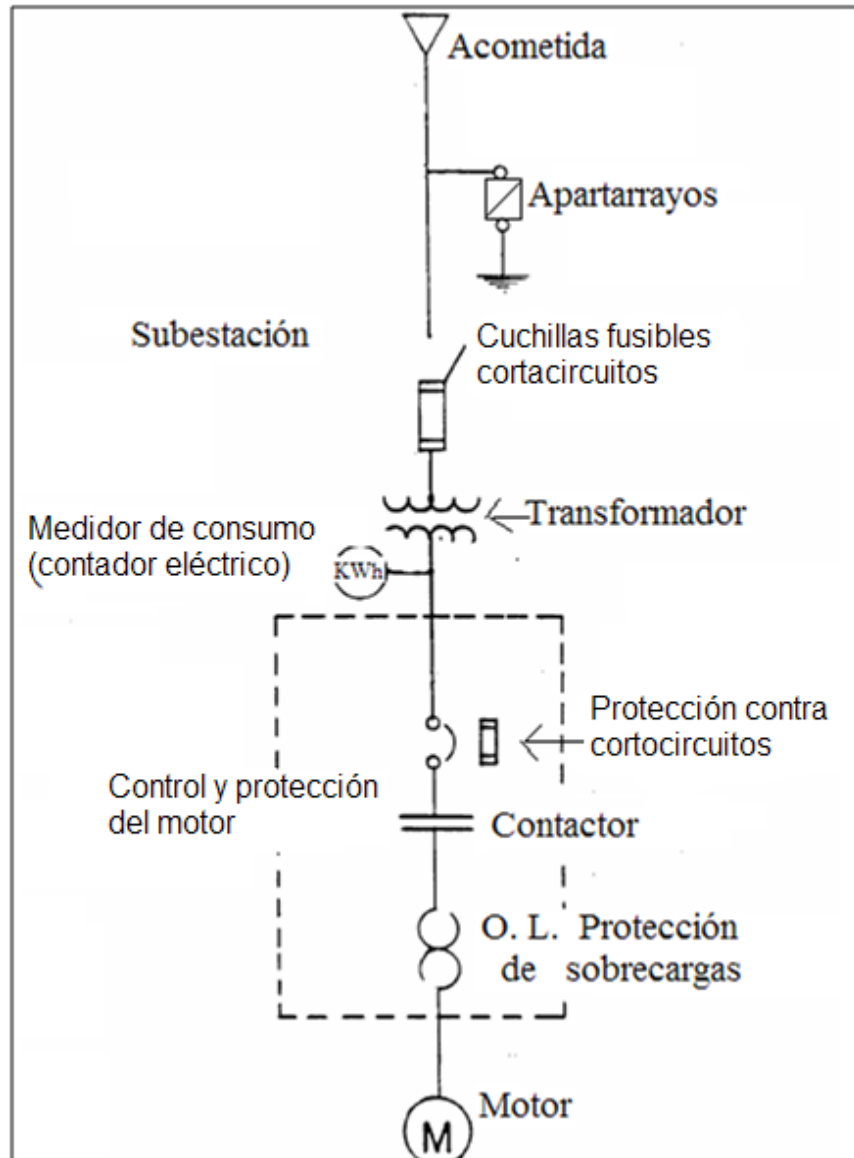 Acometida
Apartarrayos
Subestación
Cuchillas fusibles
cortacircuitos
Transformador
Medidor de consumo
(contador eléctrico)
KWh
Protección contra
cortocircuitos
Control y protección
del motor
Contactor
O. L. Protección
de sobrecargas
Motor
M